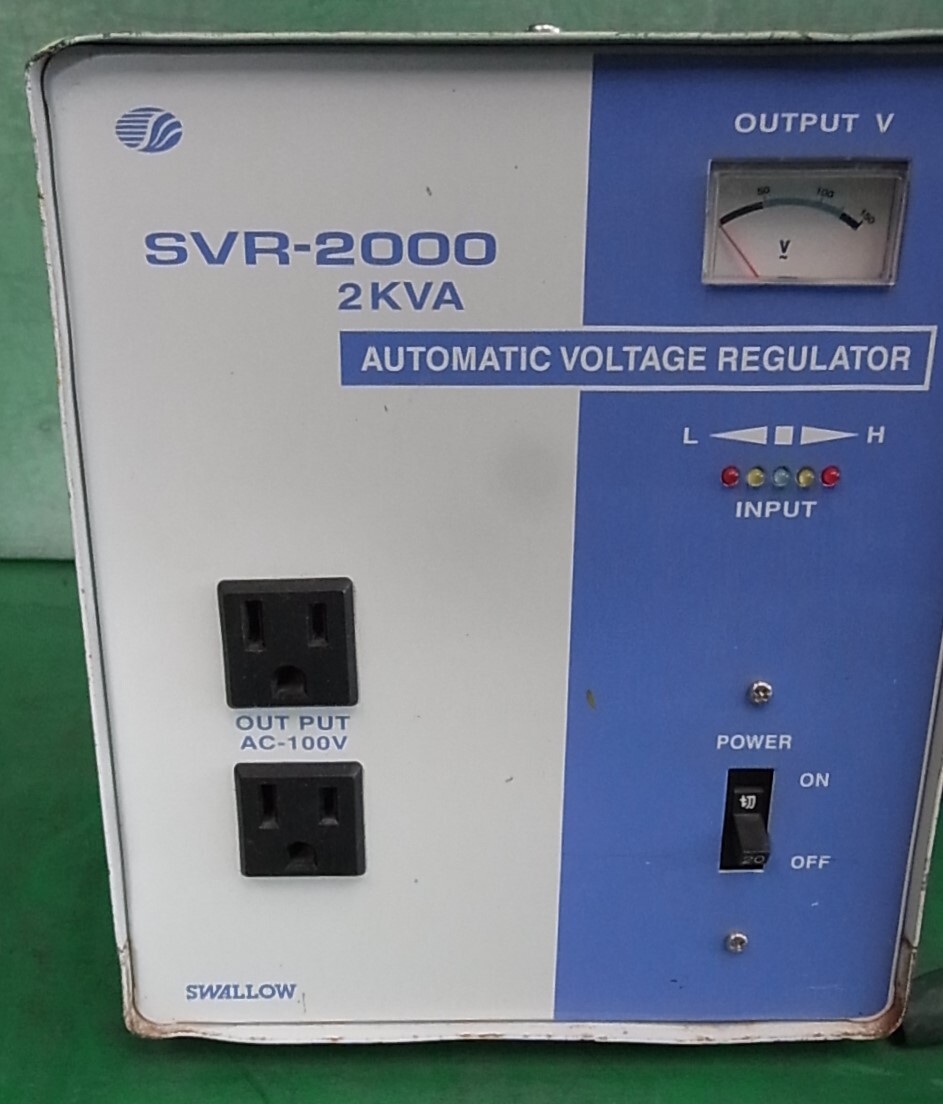 OUTPUT V
50 100 150
V
SVR-2000
2KVA
AUTOMATIC VOLTAGE REGULATOR
L H
INPUT
OUT PUT
AC-100V
POWER
ON
切
20
OFF
SWALLOW